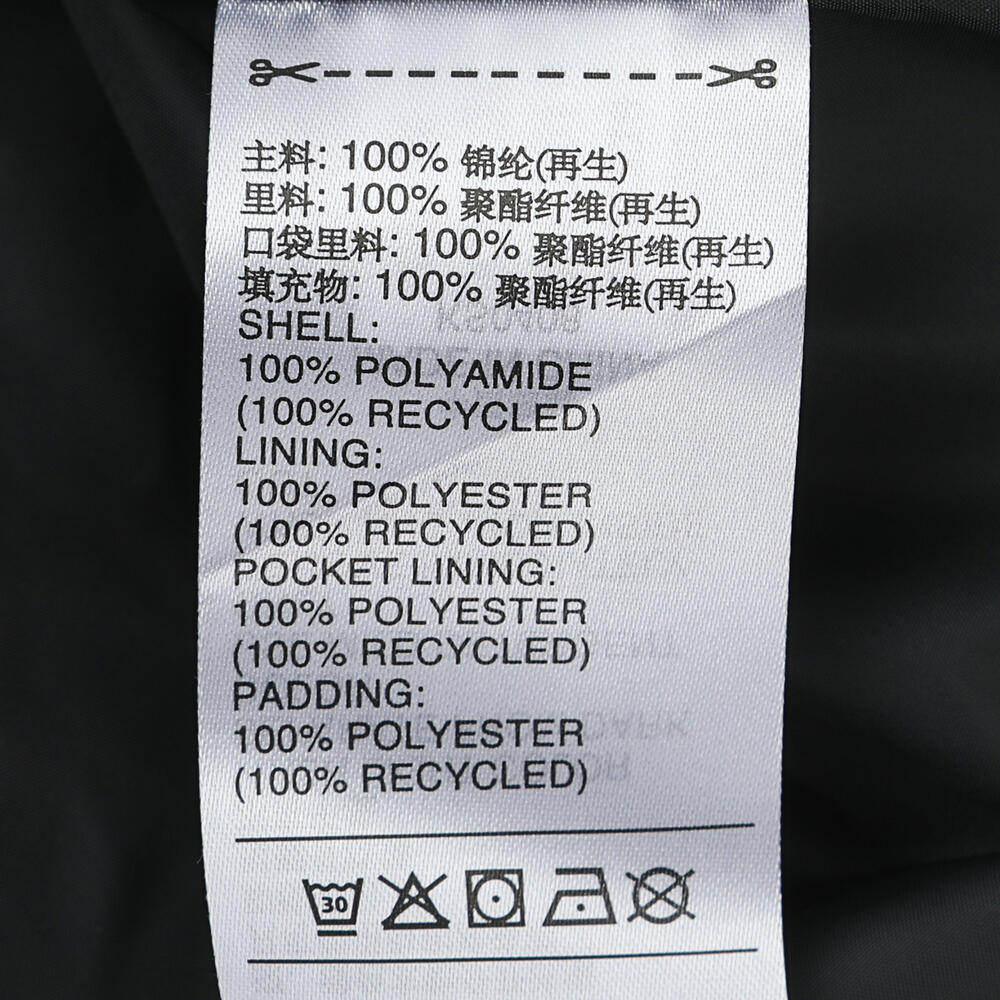 主料: 100% 锦纶(再生)
里料: 100% 聚酯纤维(再生)
口袋里料: 100% 聚酯纤维(再生)
填充物: 100% 聚酯纤维(再生)
SHELL:
100% POLYAMIDE
(100% RECYCLED)
LINING:
100% POLYESTER
(100% RECYCLED)
POCKET LINING:
100% POLYESTER
(100% RECYCLED)
PADDING:
100% POLYESTER
(100% RECYCLED)
30